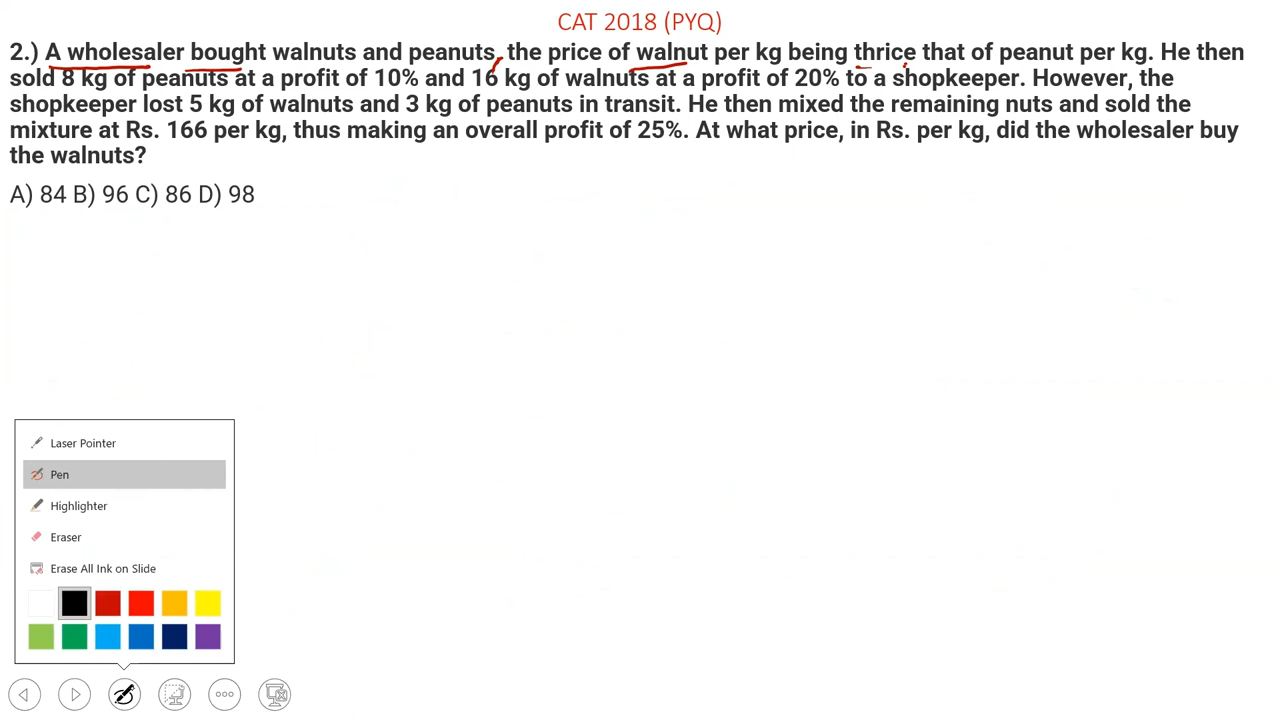 CAT 2018 (PYQ)
2.) A wholesaler bought walnuts and peanuts, the price of walnut per kg being thrice that of peanut per kg. He then
sold 8 kg of peanuts at a profit of 10% and 16 kg of walnuts at a profit of 20% to a shopkeeper. However, the
shopkeeper lost 5 kg of walnuts and 3 kg of peanuts in transit. He then mixed the remaining nuts and sold the
mixture at Rs. 166 per kg, thus making an overall profit of 25%. At what price, in Rs. per kg, did the wholesaler buy
the walnuts?
A) 84 B) 96 C) 86 D) 98
Laser Pointer
Pen
Highlighter
Eraser
Erase All Ink on Slide